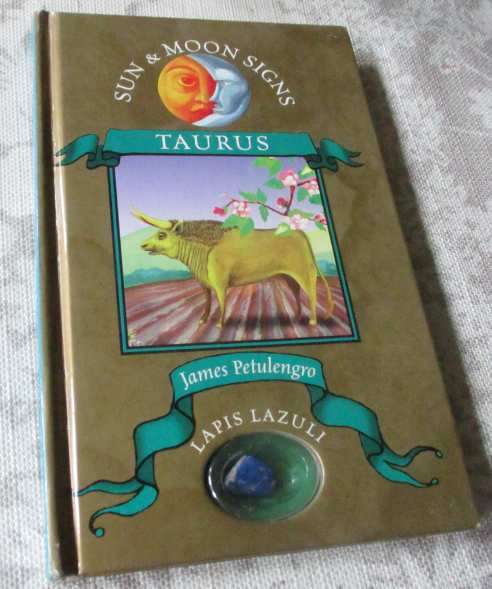 SUN & MOON SIGNS
TAURUS
James Petulengro
LAPIS LAZULI